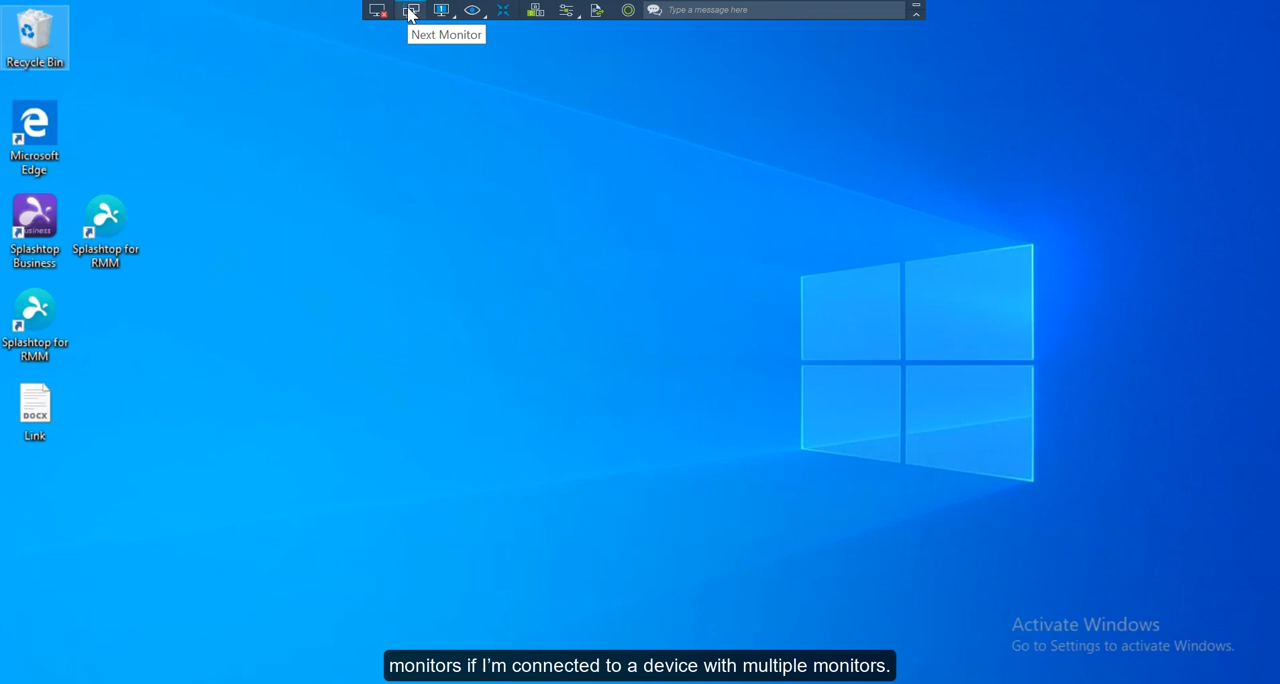 Type a message here
Next Monitor
Recycle Bin
Microsoft
Edge
Splashtop
Business
Splashtop for
RMM
Splashtop for
RMM
DOCX
Link
Activate Windows
Go to Settings to activate Windows.
monitors if I'm connected to a device with multiple monitors.